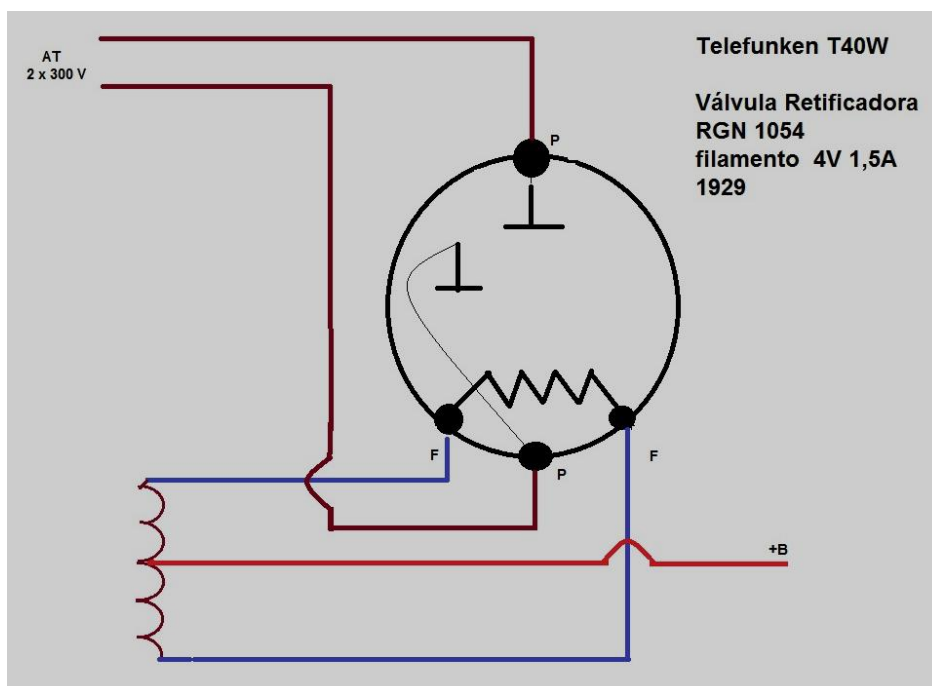 AT
2 x 300 V
Telefunken T40W
Válvula Retificadora
RGN 1054
filamento 4V 1,5A
1929
P
F
P
F
+B